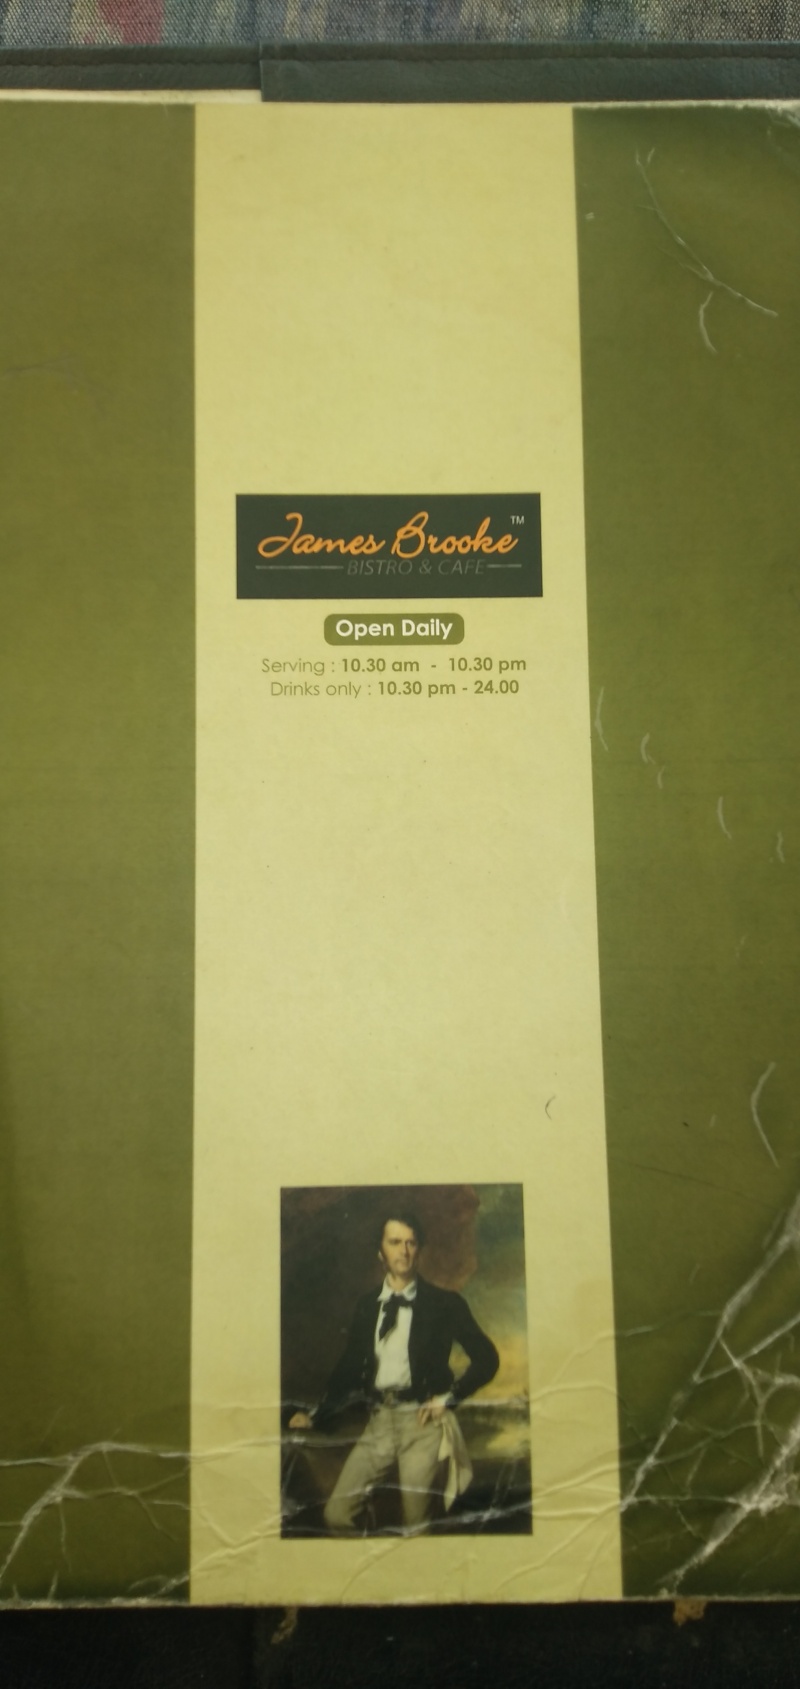 James Brooke™
BISTRO & CAFE
Open Daily
Serving : 10.30 am - 10.30 pm
Drinks only : 10.30 pm - 24.00